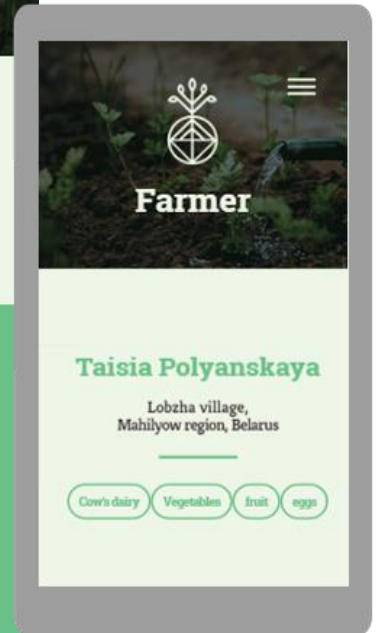 Farmer
Taisia Polyanskaya
Lobzha village,
Mahilyow region, Belarus
Cow's dairy Vegetables fruit eggs